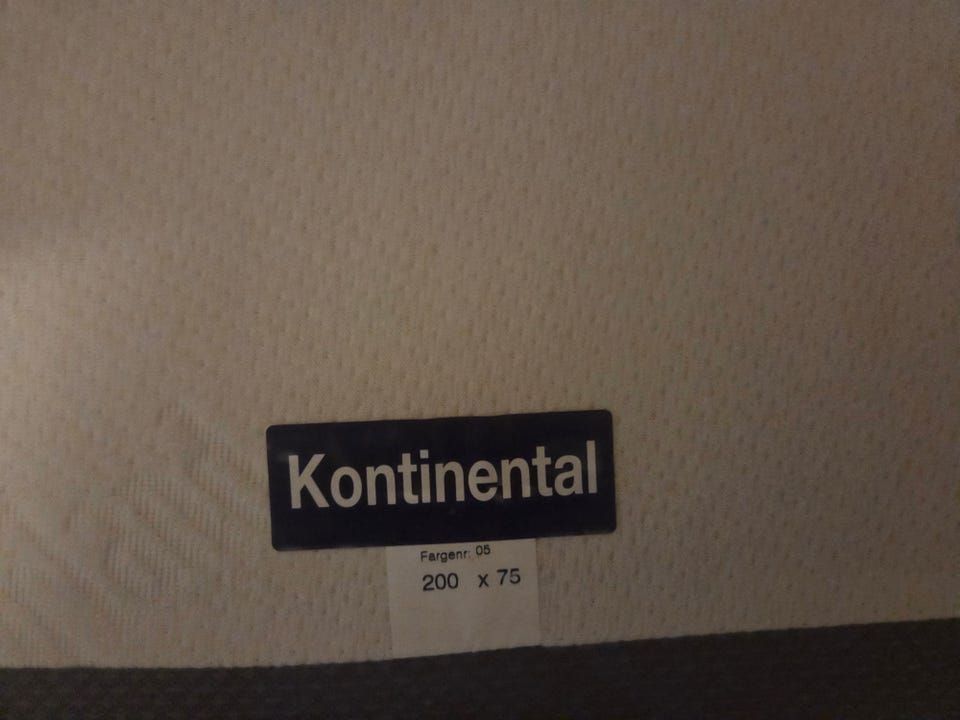 Kontinental
Fargenr: 05
200 x 75